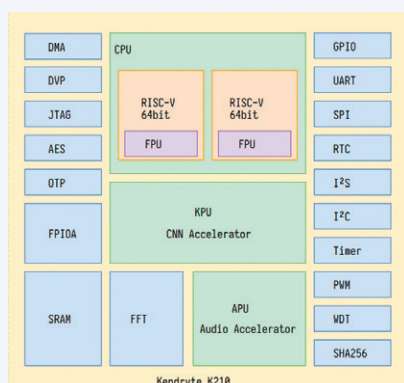 DMA
DVP
JTAG
AES
OTP
FPIOA
SRAM
CPU
RISC-V
64bit
FPU
RISC-V
64bit
FPU
KPU
CNN Accelerator
FFT
APU
Audio Accelerator
GPIO
UART
SPI
RTC
I²S
I²C
Timer
PWM
WDT
SHA256
Kendryte K210